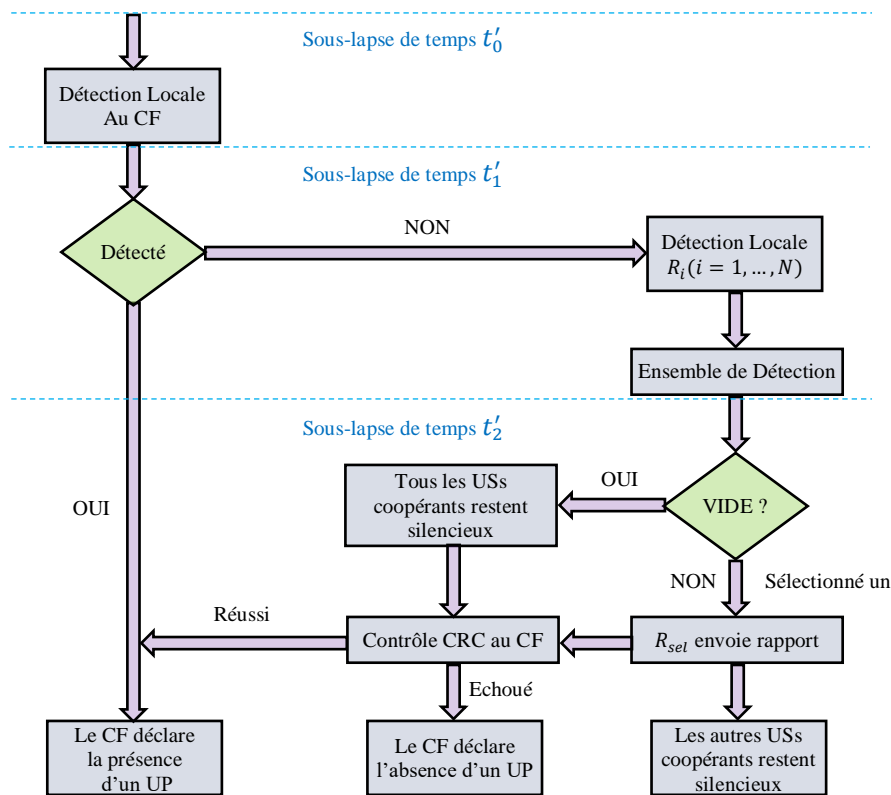 Sous-lapse de temps t′₀
Détection Locale
Au CF
Sous-lapse de temps t′₁
NON
Détecté
Détection Locale
Rᵢ(i = 1, … , N)
Ensemble de Détection
Sous-lapse de temps t′₂
Tous les USs
coopérants restent
silencieux
OUI
VIDE ?
OUI
NON
Sélectionné un
Réussi
Contrôle CRC au CF
R_sel envoie rapport
Echoué
Le CF déclare
la présence
d’un UP
Le CF déclare
l’absence d’un UP
Les autres USs
coopérants restent
silencieux